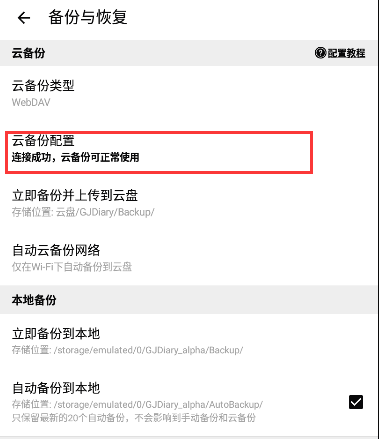 备份与恢复
云备份 ?配置教程
云备份类型
WebDAV
云备份配置
连接成功，云备份可正常使用
立即备份并上传到云盘
存储位置: 云盘/GJDiary/Backup/
自动云备份网络
仅在Wi-Fi下自动备份到云盘
本地备份
立即备份到本地
存储位置: /storage/emulated/0/GJDiary_alpha/Backup/
自动备份到本地
存储位置: /storage/emulated/0/GJDiary_alpha/AutoBackup/
只保留最新的20个自动备份，不会影响到手动备份和云备份